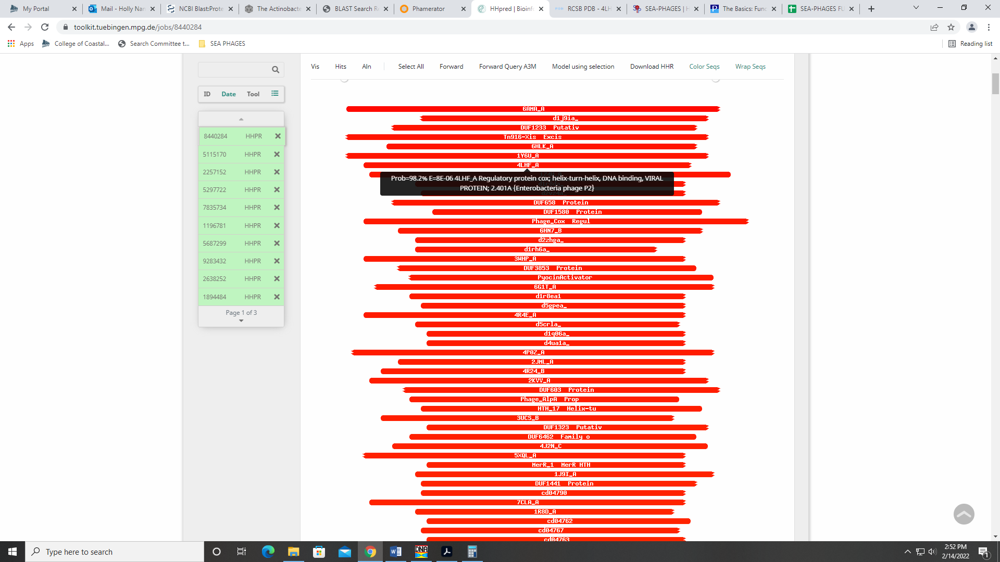 My Portal
Mail - Holly Nan
NCBI Blast:Prote
The Actinobacte
BLAST Search R
Phamerator
HHpred | Bioinfo
RCSB PDB - 4LH
SEA-PHAGES | H
The Basics: Func
SEA-PHAGES FU
toolkit.tuebingen.mpg.de/jobs/8440284
Apps
College of Coastal...
Search Committee t...
SEA PHAGES
Reading list
Vis Hits Aln Select All Forward Forward Query A3M Model using selection Download HHR Color Seqs Wrap Seqs
ID Date Tool
8440284 HHPR
5115170 HHPR
2257152 HHPR
5297722 HHPR
7835734 HHPR
1196781 HHPR
5687299 HHPR
9283432 HHPR
2638252 HHPR
1894484 HHPR
Page 1 of 3
6AMA_A
d1j9ia_
DUF1233 Putativ
Tn916-Xis Excis
6HLK_A
1Y6U_A
4LHF_A
Prob=98.2% E=8E-06 4LHF_A Regulatory protein cox; helix-turn-helix, DNA binding, VIRAL
PROTEIN; 2.401A {Enterobacteria phage P2}
DUF658 Protein
DUF1580 Protein
Phage_Cox Regul
6HN7_B
d2zhga_
d1rh6a_
3WHP_A
DUF3853 Protein
PyocinActivator
6G1T_A
d1r8ea1
d5gpea_
4R4E_A
d5crla_
d1q06a_
d4ua1a_
4P0Z_A
2JML_A
4R24_B
2KVV_A
DUF603 Protein
Phage_AlpA Prop
HTH_17 Helix-tu
3UCS_B
DUF1323 Putativ
DUF6462 Family o
4J2N_C
5XQL_A
MerR_1 MerR HTH
1J9I_A
DUF1441 Protein
cd04790
7CLA_A
1R8D_A
cd04762
cd04767
cd04763
Type here to search
DNA
2:52 PM
2/14/2022
1